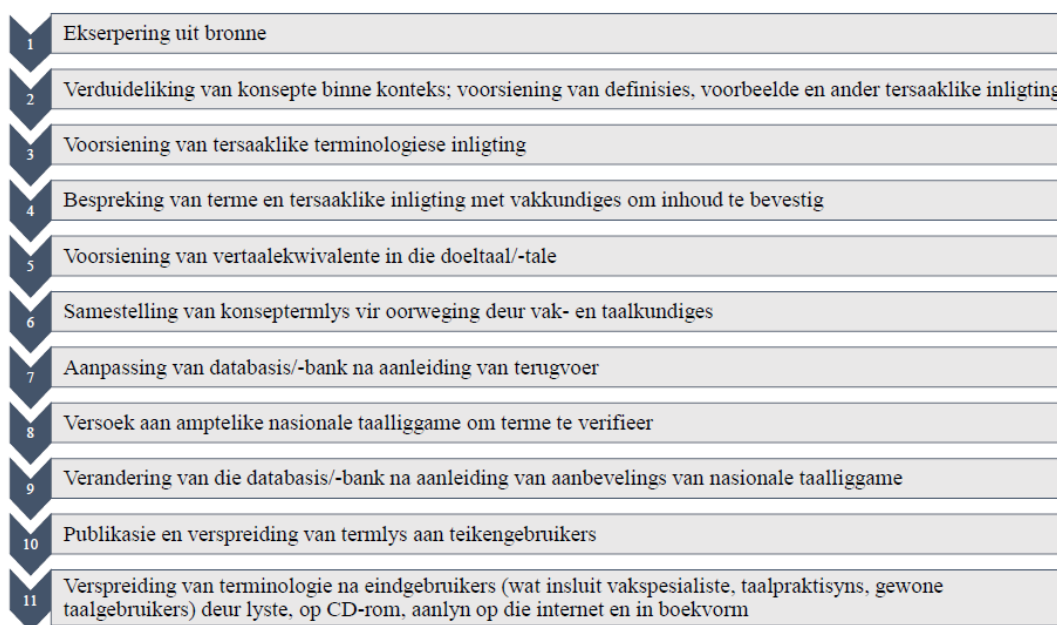 1 Ekserpering uit bronne
2 Verduideliking van konsepte binne konteks; voorsiening van definisies, voorbeelde en ander tersaaklike inligting
3 Voorsiening van tersaaklike terminologiese inligting
4 Bespreking van terme en tersaaklike inligting met vakkundiges om inhoud te bevestig
5 Voorsiening van vertaalekwivalente in die doeltaal/-tale
6 Samestelling van konseptermlys vir oorweging deur vak- en taalkundiges
7 Aanpassing van databasis/-bank na aanleiding van terugvoer
8 Versoek aan amptelike nasionale taalliggame om terme te verifieer
9 Verandering van die databasis/-bank na aanleiding van aanbevelings van nasionale taalliggame
10 Publikasie en verspreiding van termlys aan teikengebruikers
11 Verspreiding van terminologie na eindgebruikers (wat insluit vakspesialiste, taalpraktisyns, gewone
taalgebruikers) deur lyste, op CD-rom, aanlyn op die internet en in boekvorm